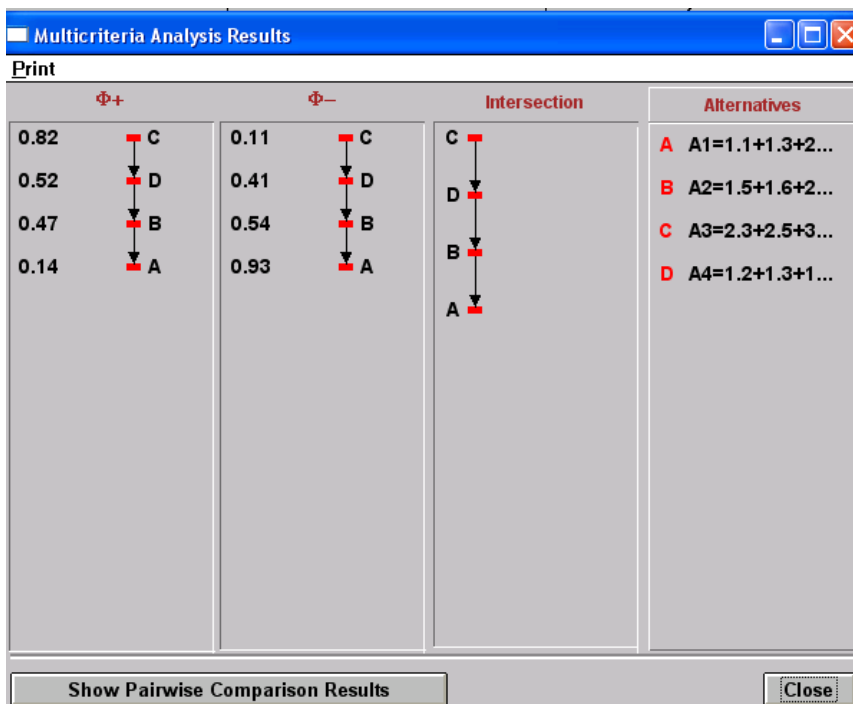 Multicriteria Analysis Results
Print
Φ+ Φ− Intersection Alternatives
0.82 C 0.11 C C A A1=1.1+1.3+2...
0.52 D 0.41 D D B A2=1.5+1.6+2...
0.47 B 0.54 B B C A3=2.3+2.5+3...
0.14 A 0.93 A A D A4=1.2+1.3+1...
Show Pairwise Comparison Results Close